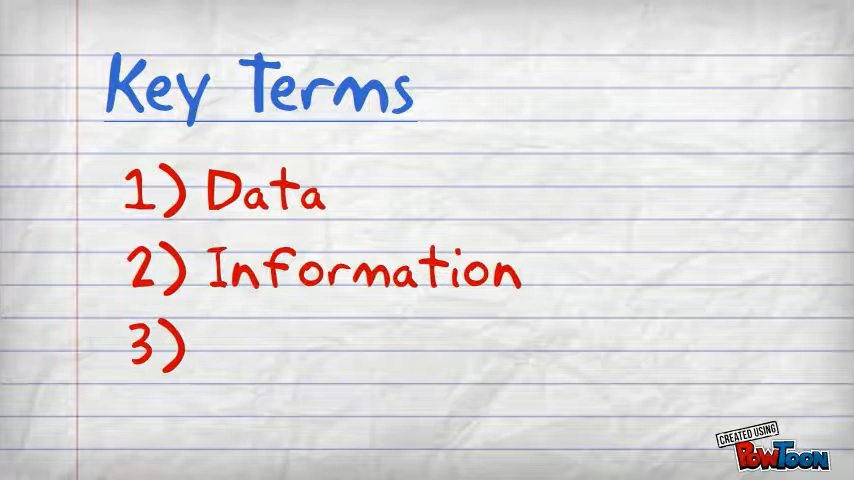 Key Terms
1) Data
2) Information
3)
CREATED USING
POWTOON